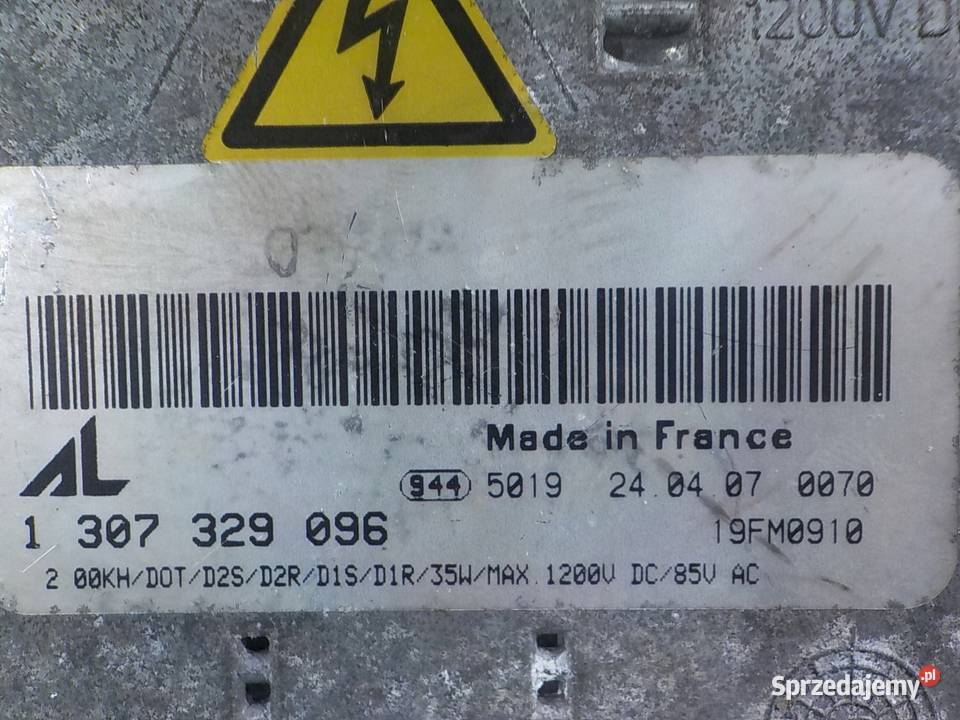 1200V D
Made in France
AL
944 5019 24 04 07 0070
1 307 329 096
19FM0910
2 00KH/DOT/D2S/D2R/D1S/D1R/35W/MAX 1200V DC/85V AC
Sprzedajemy.pl